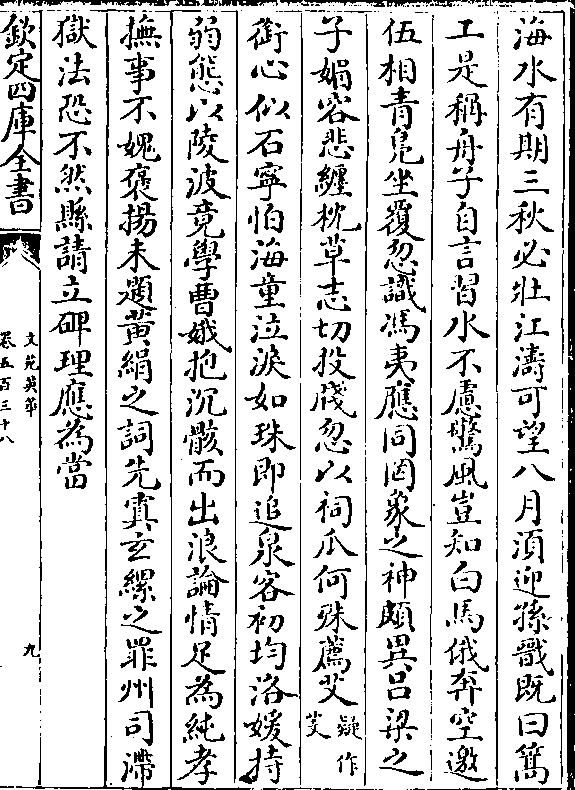 海水有期三秋必壯江濤可望八月須迎孫戲既曰篙
工是稱舟子自言習水不慮驚風豈知白馬俄奔空邀
伍相青鳧坐覆忽識馮夷應同罔象之神頗異呂梁之
子娟容悲纏枕草志切投牋忽以祠瓜何殊薦艾疑作芰
銜心似石寧怕海童泣淚如珠即追泉客初均洛媛持
弱態以陵波竟學曹娥抱沉骸而出浪論情足為純孝
撫事不媿褒揚未題黃絹之詞先寘玄纆之罪州司滯
獄法恐不然縣請立碑理應為當
欽定四庫全書
文苑英華
卷五百三十八
九